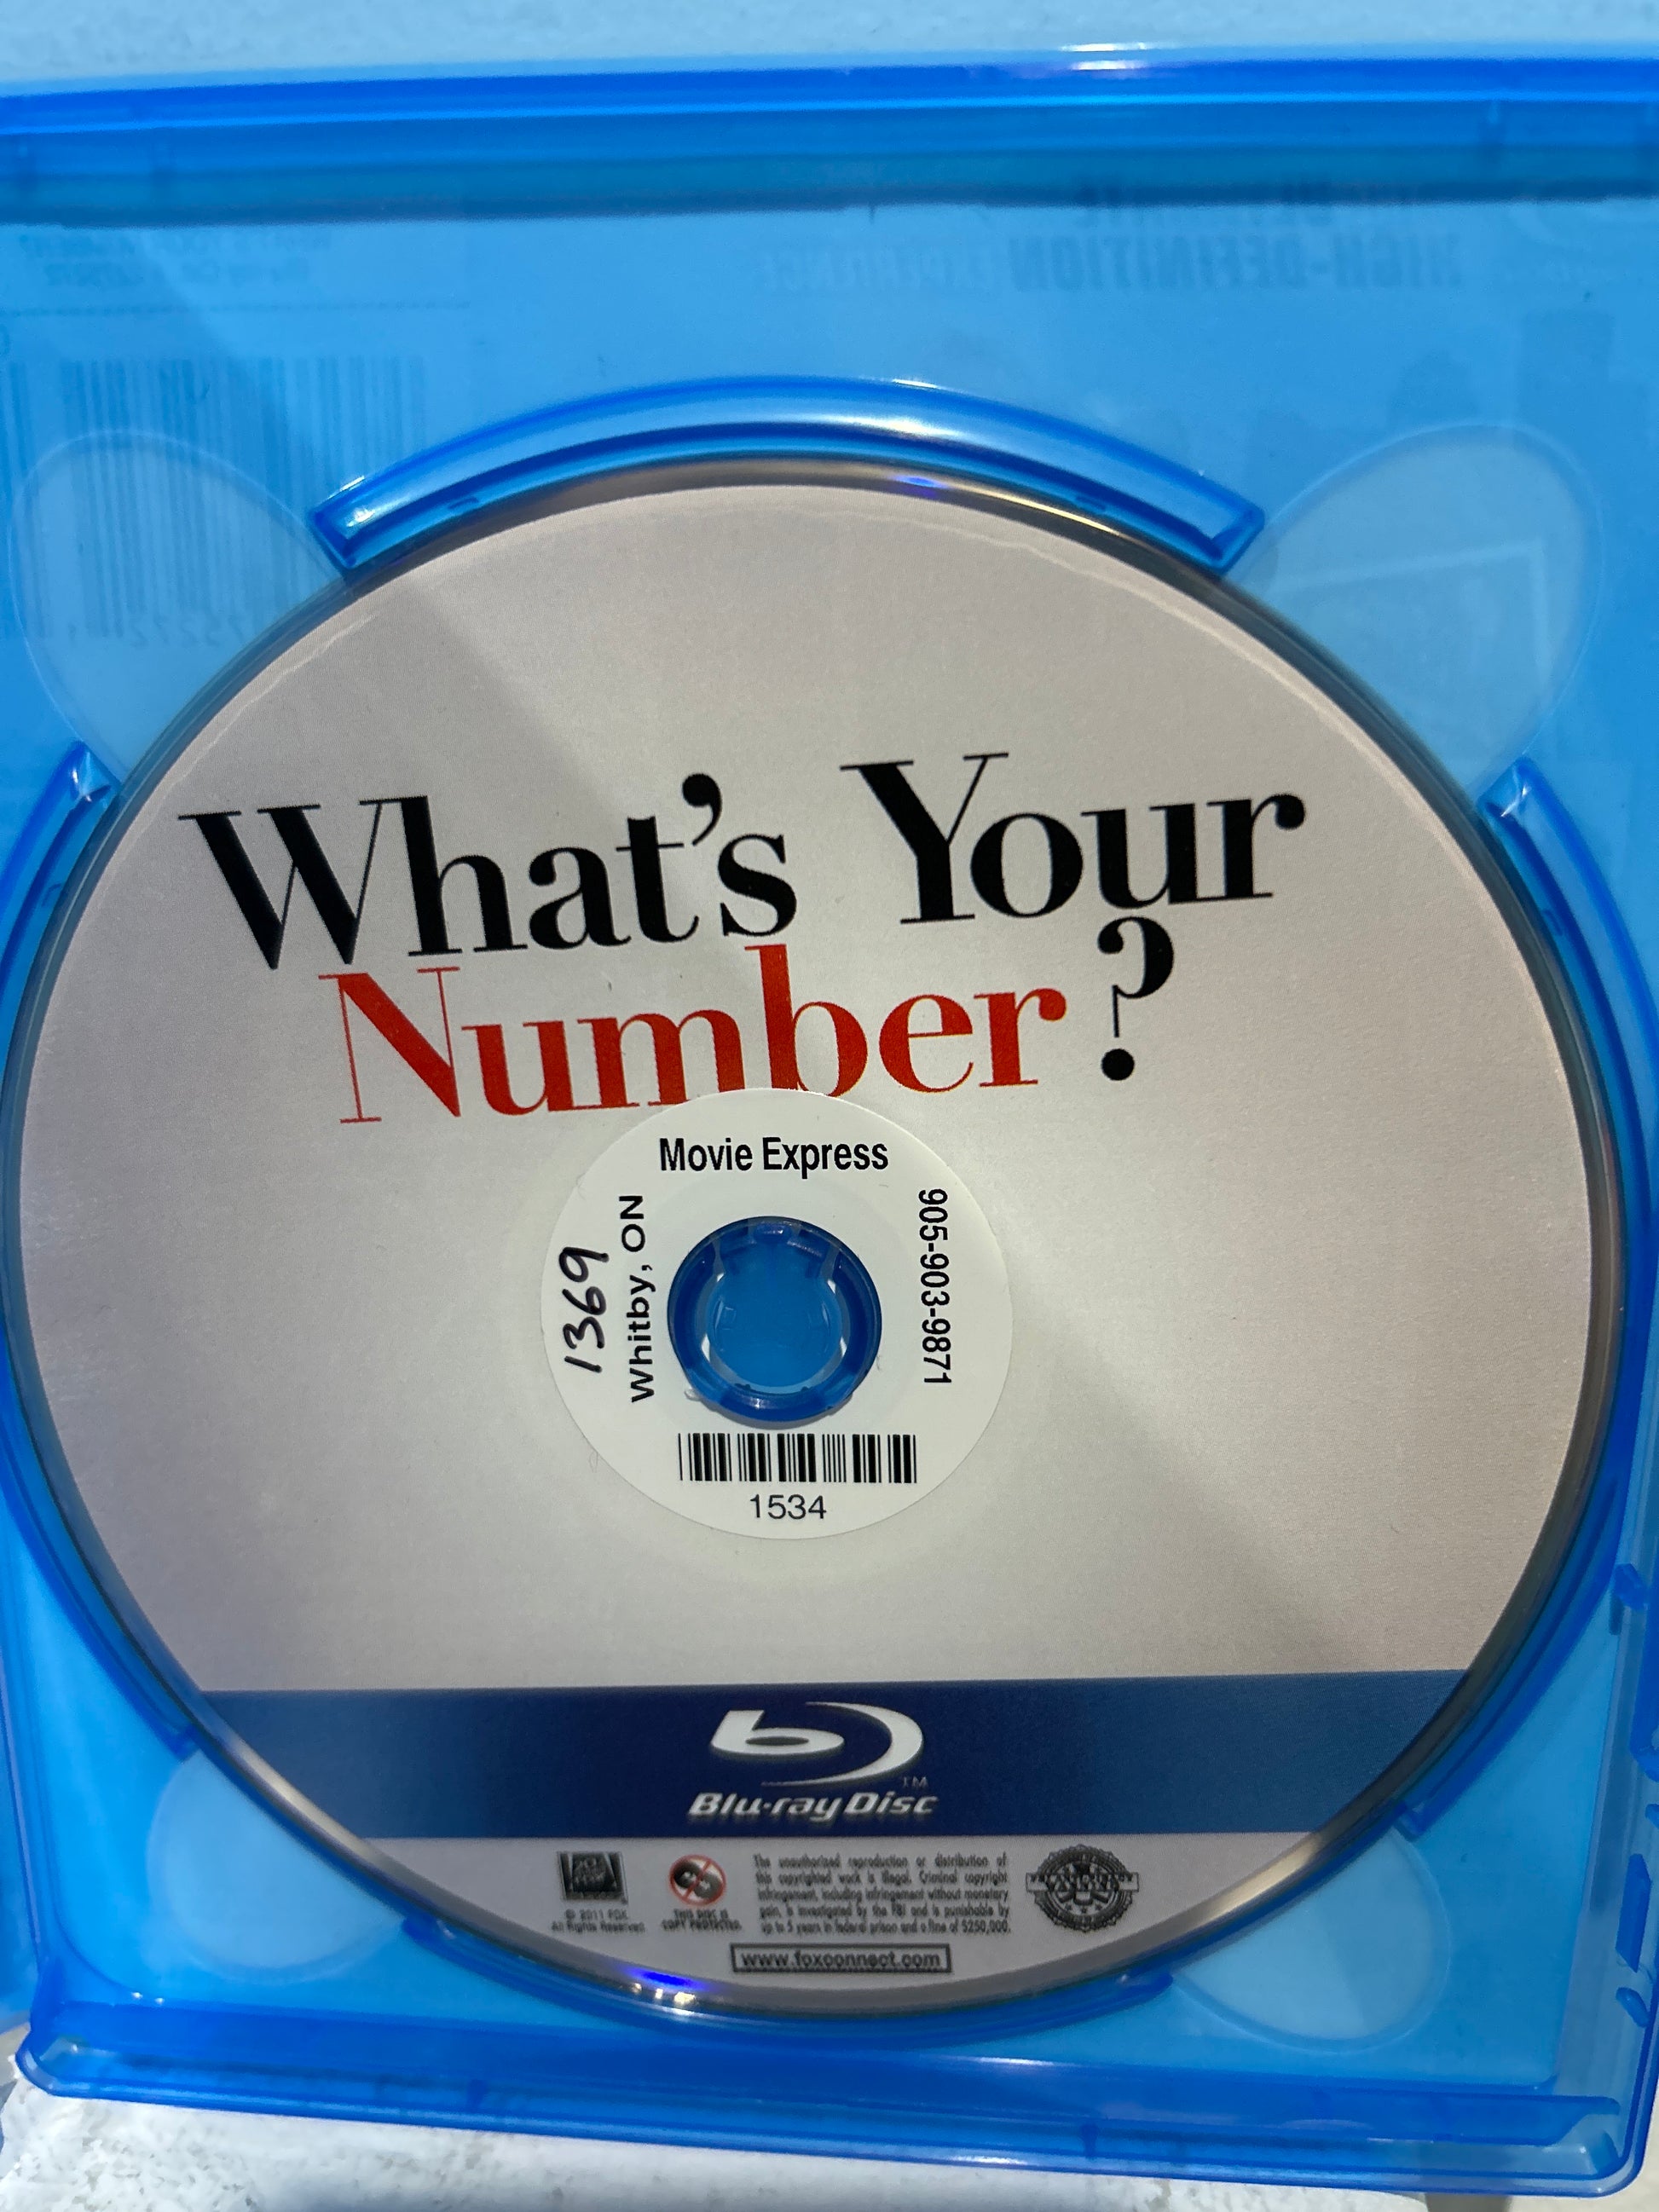 HIGH-DEFINITION
What's Your
Number?
Movie Express
1369
Whitby, ON
905-903-9871
1534
Blu-ray Disc
TM
© 2011 FOX
All Rights Reserved.
THIS DISC IS
COPY PROTECTED.
The unauthorized reproduction or distribution of
this copyrighted work is illegal. Criminal copyright
infringement, including infringement without monetary
gain, is investigated by the FBI and is punishable by
up to 5 years in federal prison and a fine of $250,000.
www.foxconnect.com